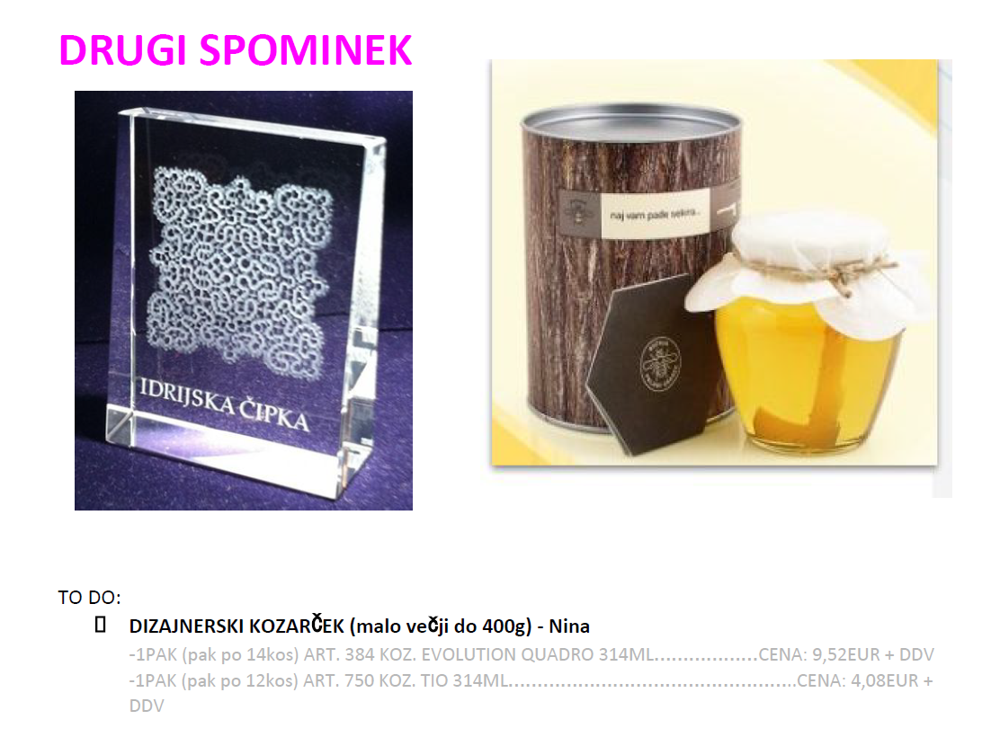 DRUGI SPOMINEK
IDRIJSKA ČIPKA
naj vam pade sekira...
TO DO:
DIZAJNERSKI KOZARČEK (malo večji do 400g) - Nina
-1PAK (pak po 14kos) ART. 384 KOZ. EVOLUTION QUADRO 314ML..................CENA: 9,52EUR + DDV
-1PAK (pak po 12kos) ART. 750 KOZ. TIO 314ML...................................................CENA: 4,08EUR +
DDV